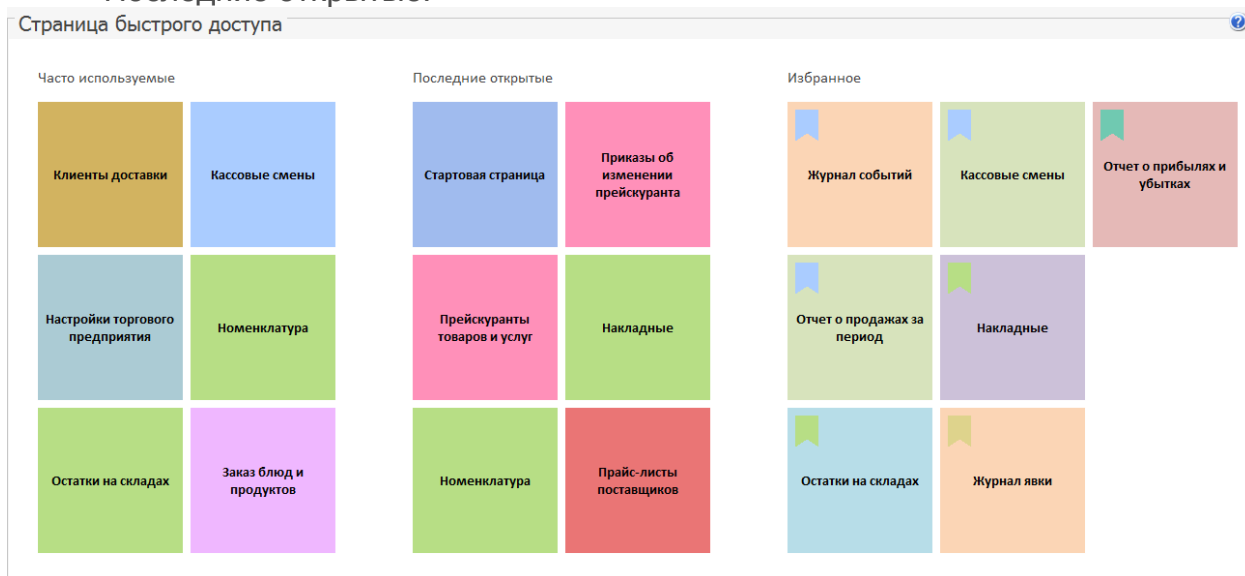 Последние открытые.
Страница быстрого доступа
?
Часто используемые
Клиенты доставки
Кассовые смены
Настройки торгового
предприятия
Номенклатура
Остатки на складах
Заказ блюд и
продуктов
Последние открытые
Стартовая страница
Приказы об
изменении
прейскуранта
Прейскуранты
товаров и услуг
Накладные
Номенклатура
Прайс-листы
поставщиков
Избранное
Журнал событий
Кассовые смены
Отчет о прибылях и
убытках
Отчет о продажах за
период
Накладные
Остатки на складах
Журнал явки